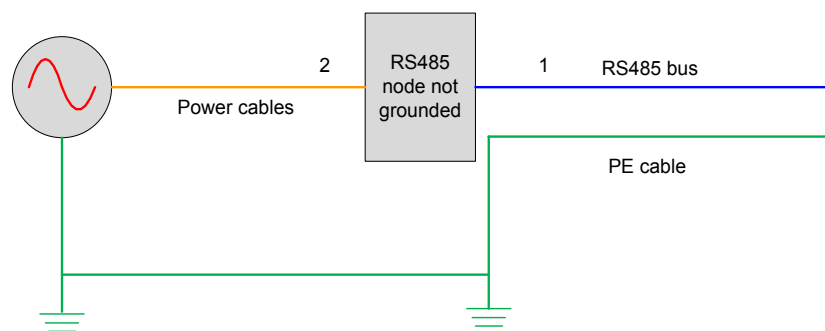 RS485
node not
grounded
2
1
RS485 bus
Power cables
PE cable